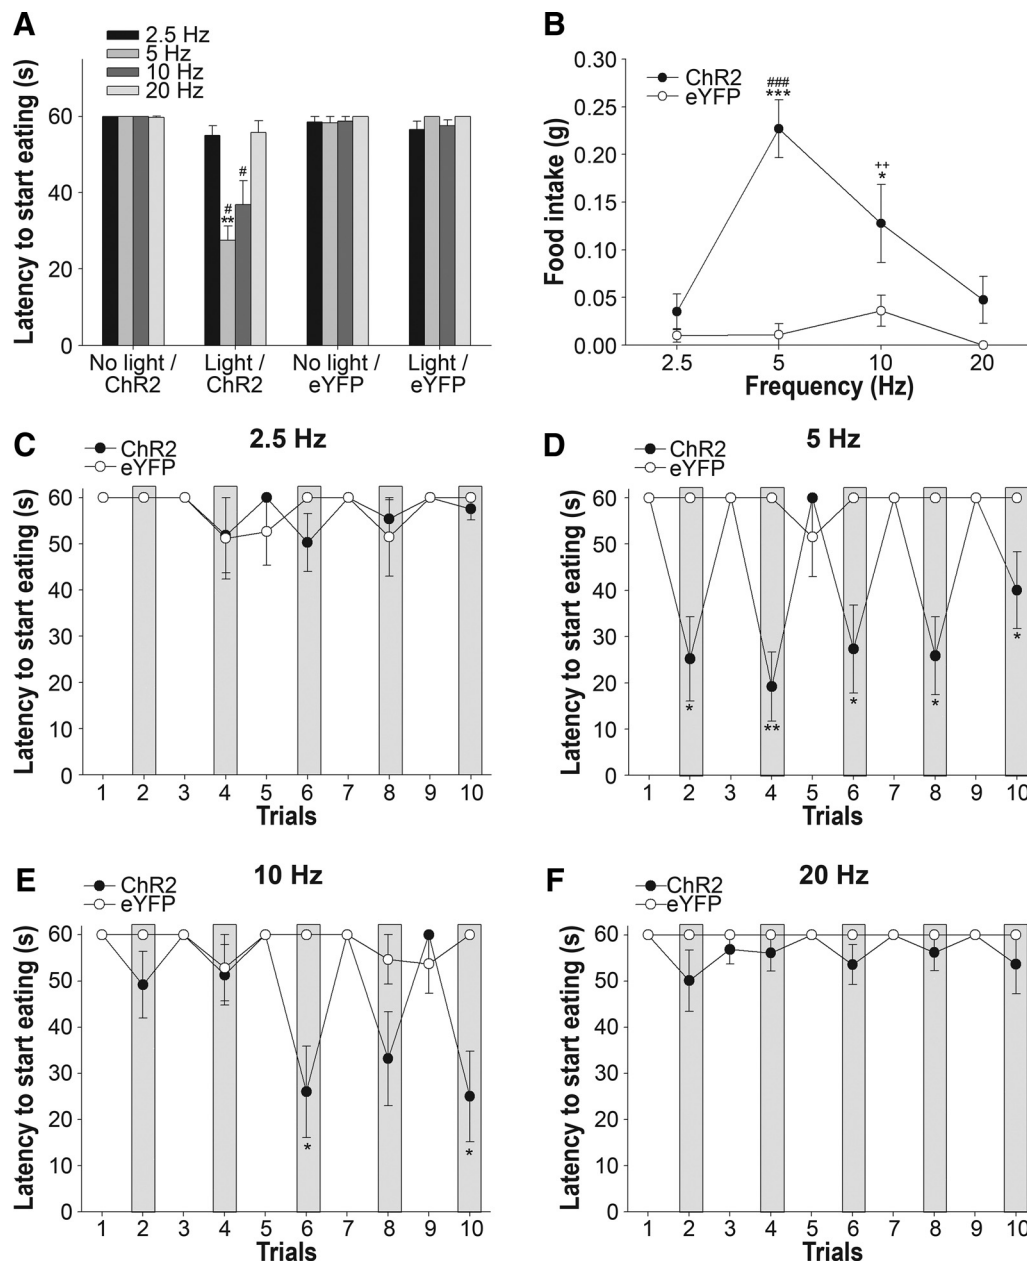 A
2.5 Hz
5 Hz
10 Hz
20 Hz
Latency to start eating (s)
60
40
20
0
#
**
#
No light / ChR2
Light / ChR2
No light / eYFP
Light / eYFP
B
ChR2
eYFP
Food intake (g)
0.30
0.25
0.20
0.15
0.10
0.05
0.00
###
***
++
*
2.5 5 10 20
Frequency (Hz)
C
2.5 Hz
ChR2
eYFP
Latency to start eating (s)
60
50
40
30
20
10
0
1 2 3 4 5 6 7 8 9 10
Trials
D
5 Hz
ChR2
eYFP
Latency to start eating (s)
60
50
40
30
20
10
0
*
**
*
*
*
1 2 3 4 5 6 7 8 9 10
Trials
E
10 Hz
ChR2
eYFP
Latency to start eating (s)
60
50
40
30
20
10
0
*
*
1 2 3 4 5 6 7 8 9 10
Trials
F
20 Hz
ChR2
eYFP
Latency to start eating (s)
60
50
40
30
20
10
0
1 2 3 4 5 6 7 8 9 10
Trials